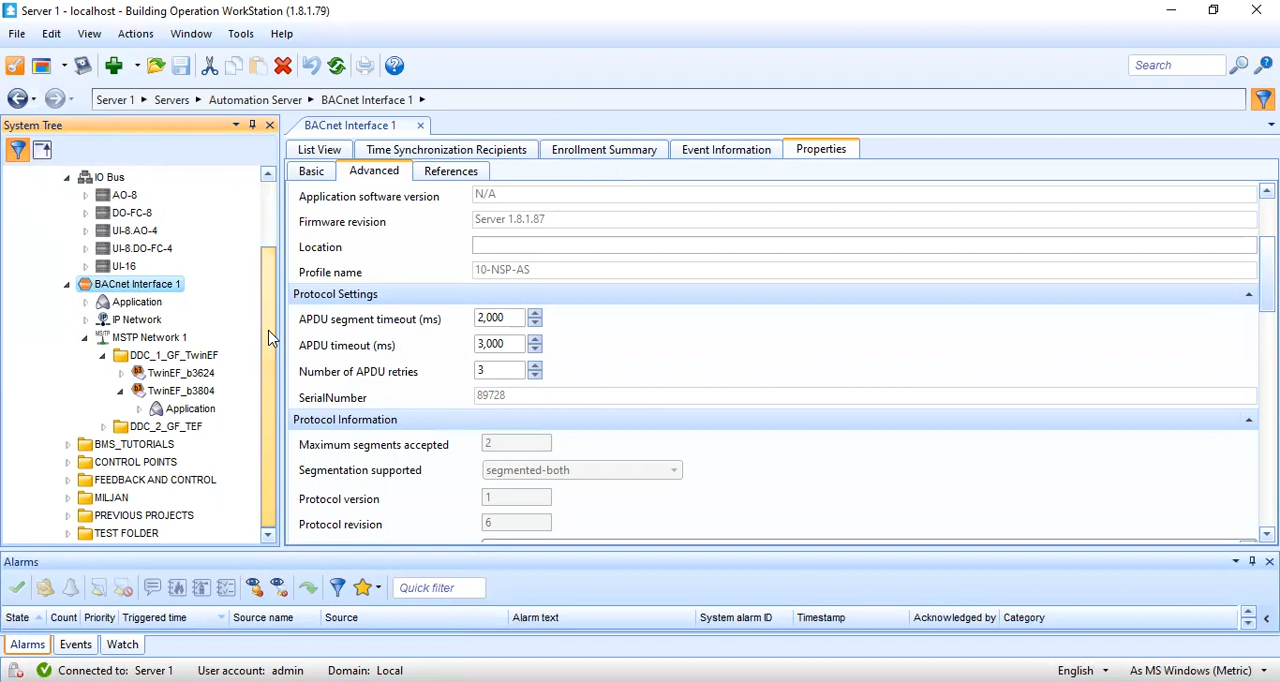 Server 1 - localhost - Building Operation WorkStation (1.8.1.79)
File Edit View Actions Window Tools Help
Search
Server 1 Servers Automation Server BACnet Interface 1
System Tree
BACnet Interface 1
List View Time Synchronization Recipients Enrollment Summary Event Information Properties
Basic Advanced References
IO Bus
AO-8
DO-FC-8
UI-8.AO-4
UI-8.DO-FC-4
UI-16
BACnet Interface 1
Application
IP Network
MSTP Network 1
DDC_1_GF_TwinEF
TwinEF_b3624
TwinEF_b3804
Application
DDC_2_GF_TEF
BMS_TUTORIALS
CONTROL POINTS
FEEDBACK AND CONTROL
MILJAN
PREVIOUS PROJECTS
TEST FOLDER
Application software version N/A
Firmware revision Server 1.8.1.87
Location
Profile name 10-NSP-AS
Protocol Settings
APDU segment timeout (ms) 2,000
APDU timeout (ms) 3,000
Number of APDU retries 3
SerialNumber 89728
Protocol Information
Maximum segments accepted 2
Segmentation supported segmented-both
Protocol version 1
Protocol revision 6
Alarms
Quick filter
State Count Priority Triggered time Source name Source Alarm text System alarm ID Timestamp Acknowledged by Category
Alarms Events Watch
Connected to: Server 1 User account: admin Domain: Local English As MS Windows (Metric)